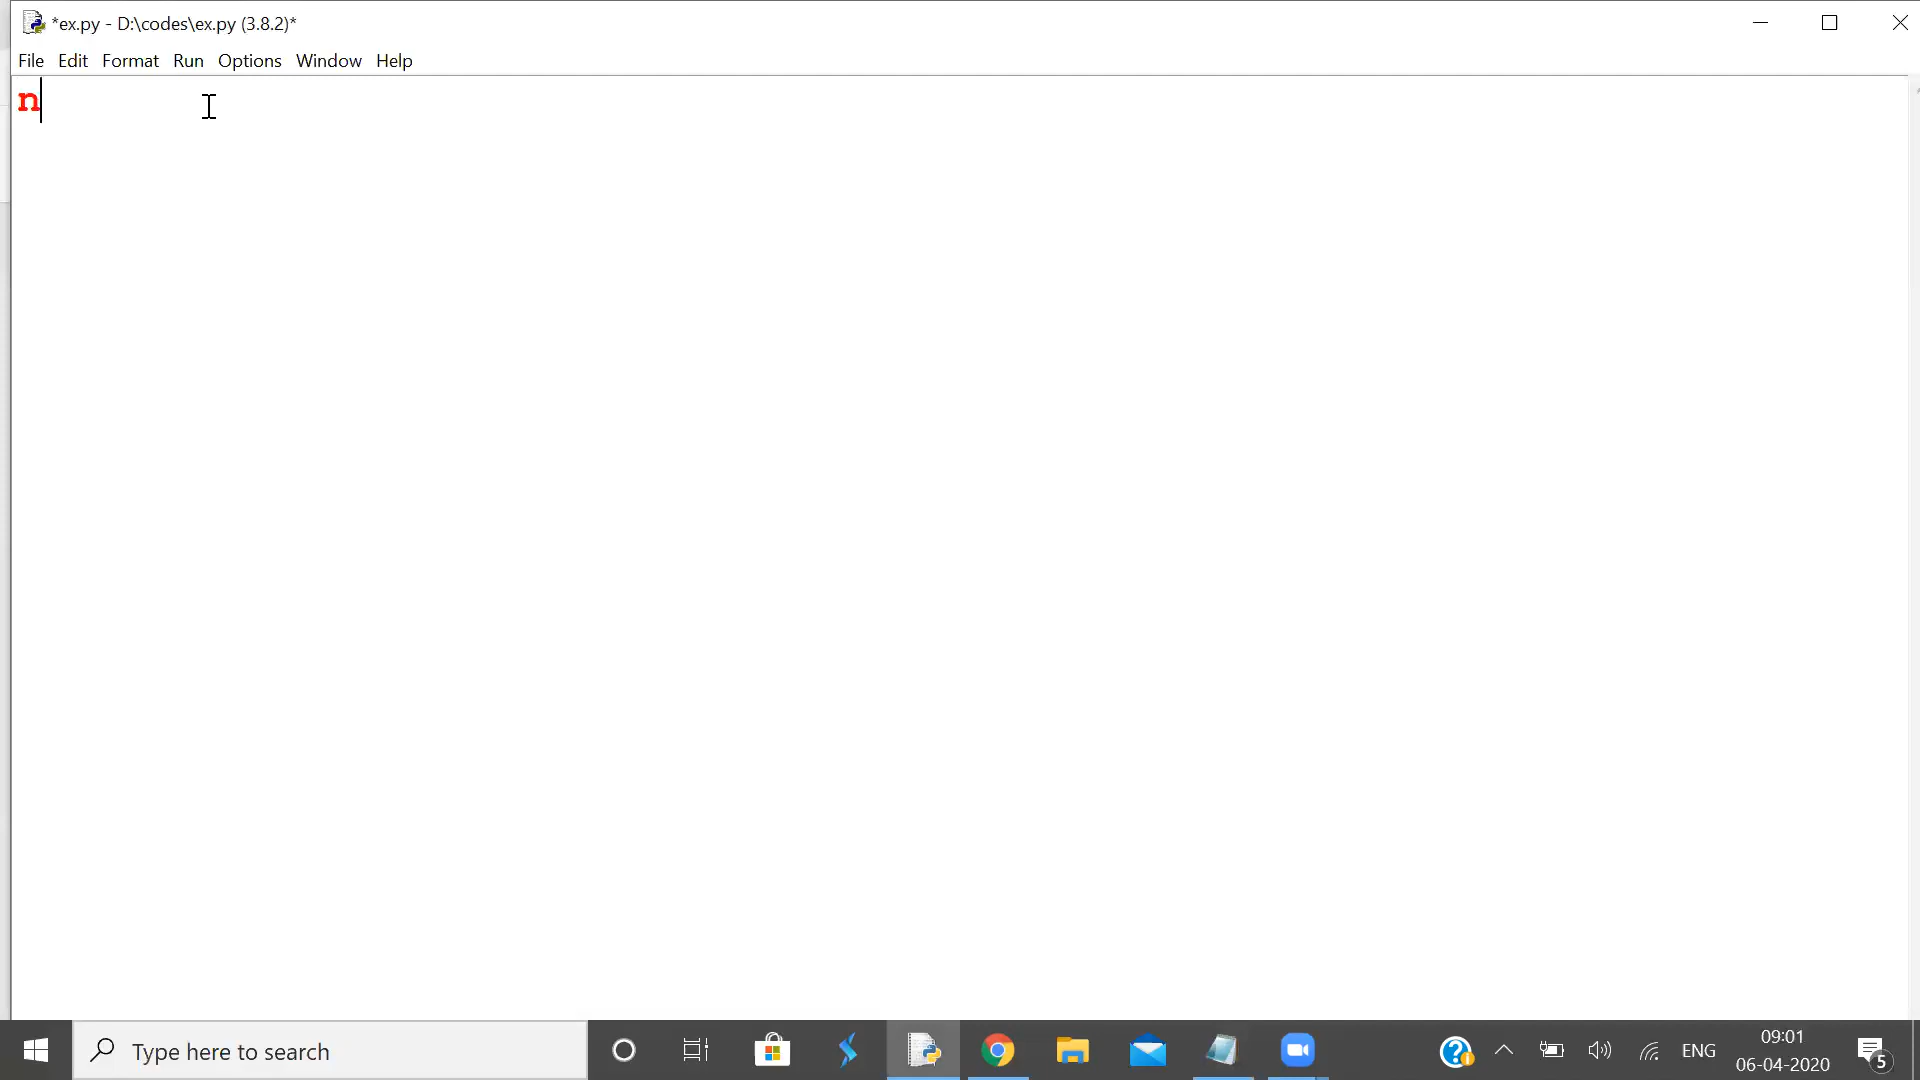 *ex.py - D:\codes\ex.py (3.8.2)*
File Edit Format Run Options Window Help
n
Type here to search
ENG
09:01
06-04-2020
5